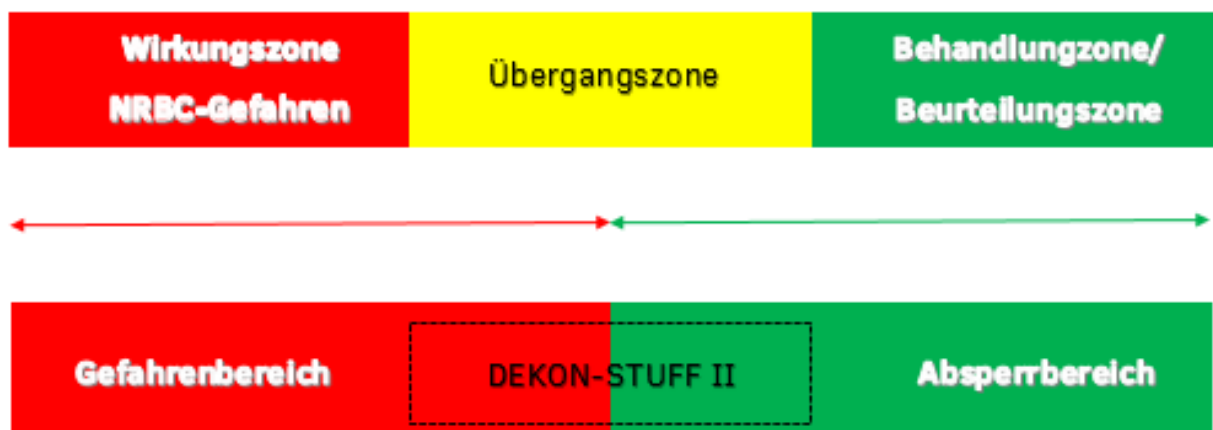 Wirkungszone
NRBC-Gefahren
Übergangszone
Behandlungzone/
Beurteilungszone
Gefahrenbereich
DEKON-STUFF II
Absperrbereich